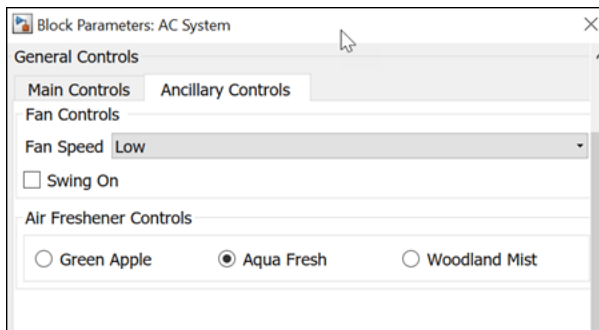 Block Parameters: AC System
General Controls
Main Controls Ancillary Controls
Fan Controls
Fan Speed Low
Swing On
Air Freshener Controls
Green Apple Aqua Fresh Woodland Mist